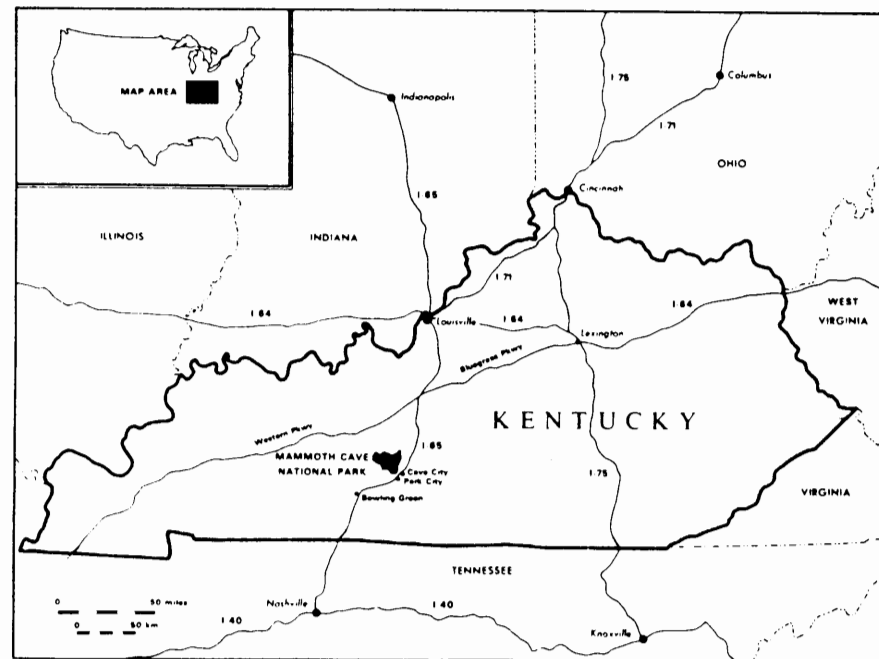 MAP AREA
I 75
Columbus
Indianapolis
I 71
OHIO
Cincinnati
I 65
ILLINOIS
INDIANA
I 71
I 64
WEST
VIRGINIA
I 64
Louisville
I 64
Lexington
Bluegrass Pkwy
KENTUCKY
Western Pkwy
I 65
MAMMOTH CAVE
NATIONAL PARK
Cave City
Park City
I 75
Bowling Green
VIRGINIA
TENNESSEE
0 50 miles
0 50 km
Nashville
I 40
I 40
Knoxville